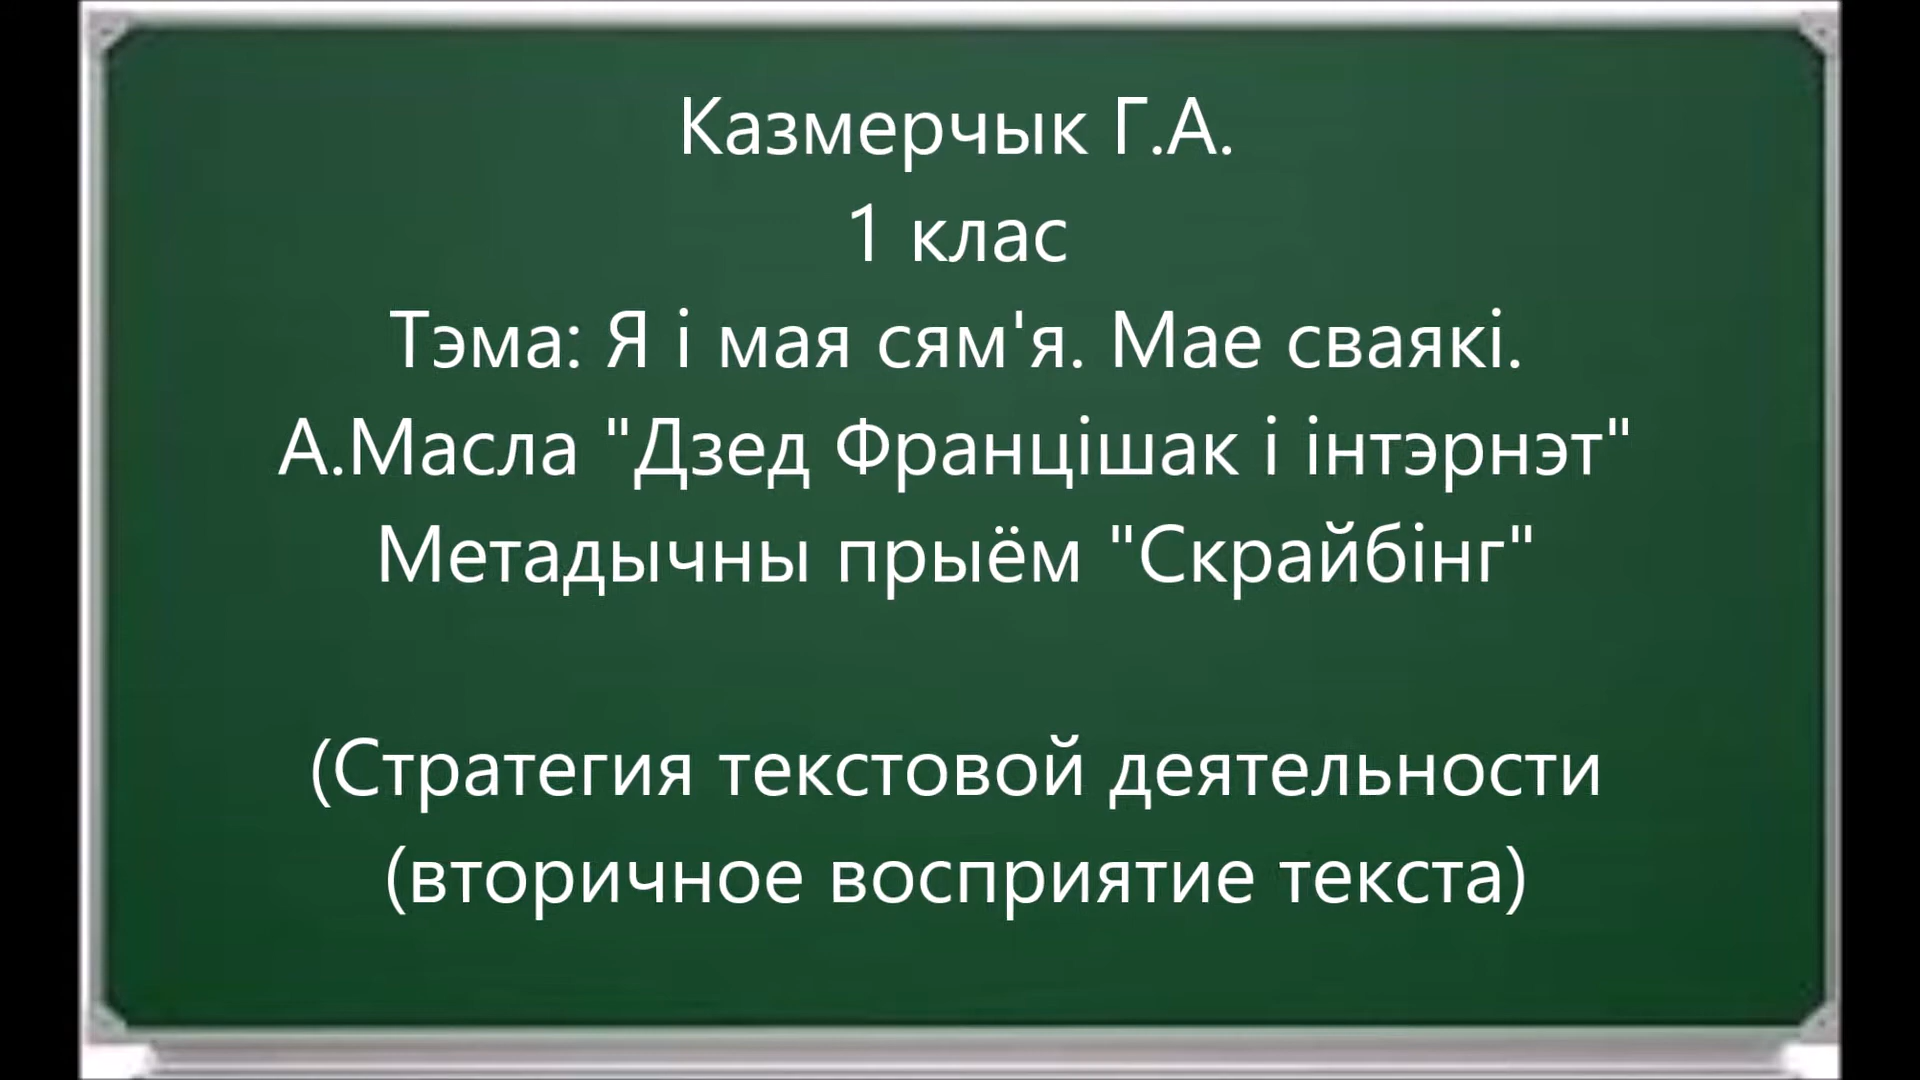 Казмерчык Г.А.
1 клас
Тэма: Я і мая сям'я. Мае сваякі.
А.Масла "Дзед Францішак і інтэрнэт"
Метадычны прыём "Скрайбінг"
(Стратегия текстовой деятельности
(вторичное восприятие текста)